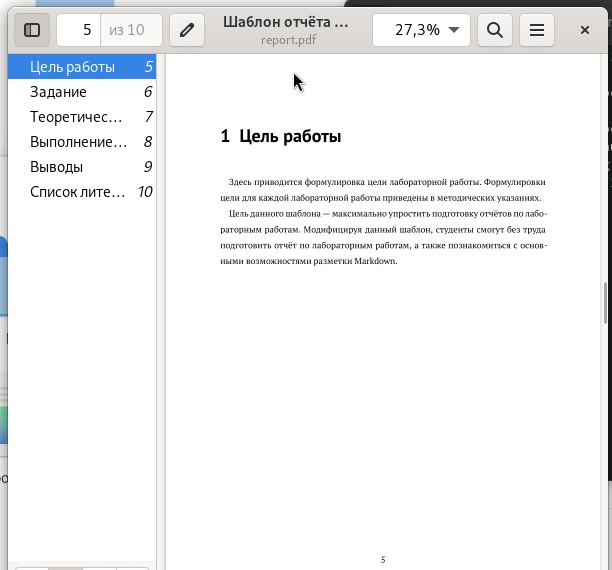 5 из 10
Шаблон отчёта …
report.pdf
27,3%
Цель работы 5
Задание 6
Теоретичес… 7
Выполнение… 8
Выводы 9
Список лите… 10
1 Цель работы
Здесь приводится формулировка цели лабораторной работы. Формулировки
цели для каждой лабораторной работы приведены в методических указаниях.
Цель данного шаблона — максимально упростить подготовку отчётов по лабо-
раторным работам. Модифицируя данный шаблон, студенты смогут без труда
подготовить отчёт по лабораторным работам, а также познакомиться с основ-
ными возможностями разметки Markdown.
5